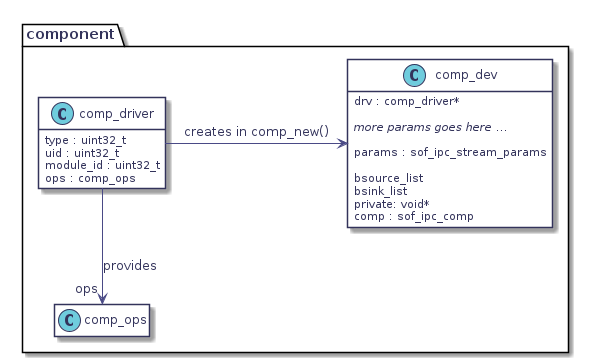 component
C comp_driver
type : uint32_t
uid : uint32_t
module_id : uint32_t
ops : comp_ops
creates in comp_new()
C comp_dev
drv : comp_driver*
more params goes here ...
params : sof_ipc_stream_params
bsource_list
bsink_list
private: void*
comp : sof_ipc_comp
provides
ops
C comp_ops